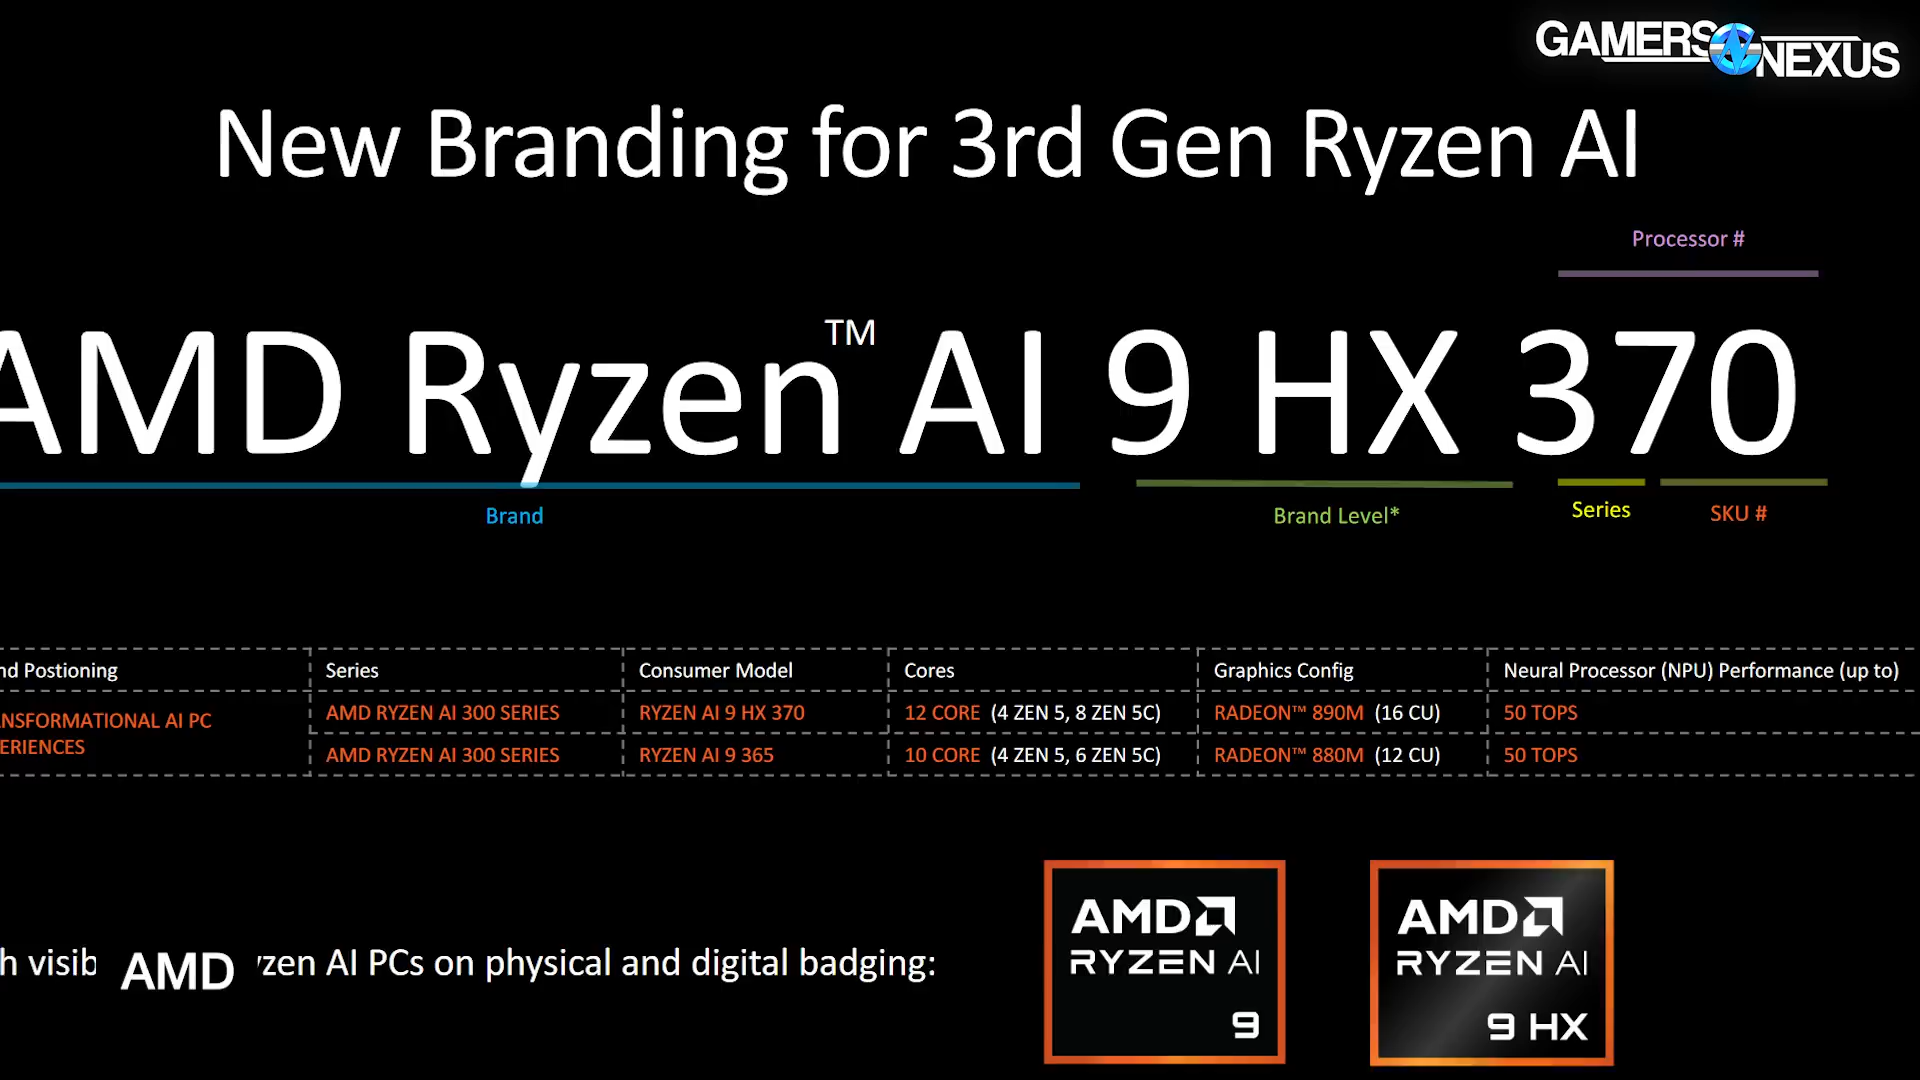 GAMERS NEXUS
New Branding for 3rd Gen Ryzen AI
Processor #
AMD Ryzen™ AI 9 HX 370
Brand
Brand Level*
Series
SKU #
nd Postioning
Series
Consumer Model
Cores
Graphics Config
Neural Processor (NPU) Performance (up to)
NSFORMATIONAL AI PC
ERIENCES
AMD RYZEN AI 300 SERIES
RYZEN AI 9 HX 370
12 CORE (4 ZEN 5, 8 ZEN 5C)
RADEON™ 890M (16 CU)
50 TOPS
AMD RYZEN AI 300 SERIES
RYZEN AI 9 365
10 CORE (4 ZEN 5, 6 ZEN 5C)
RADEON™ 880M (12 CU)
50 TOPS
h visib
AMD
zen AI PCs on physical and digital badging:
AMD
RYZEN AI
9
AMD
RYZEN AI
9 HX